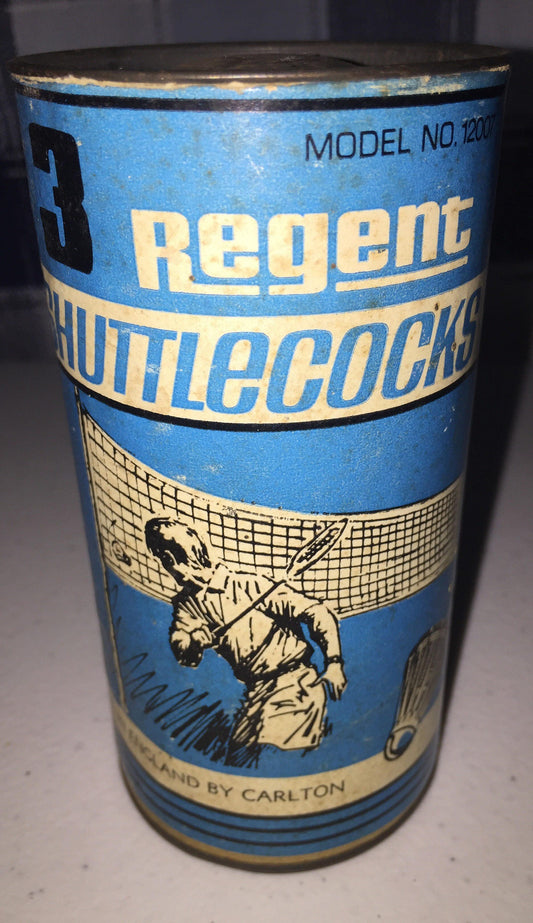 3
MODEL NO. 12007
Regent
SHUTTLECOCKS
ENGLAND BY CARLTON